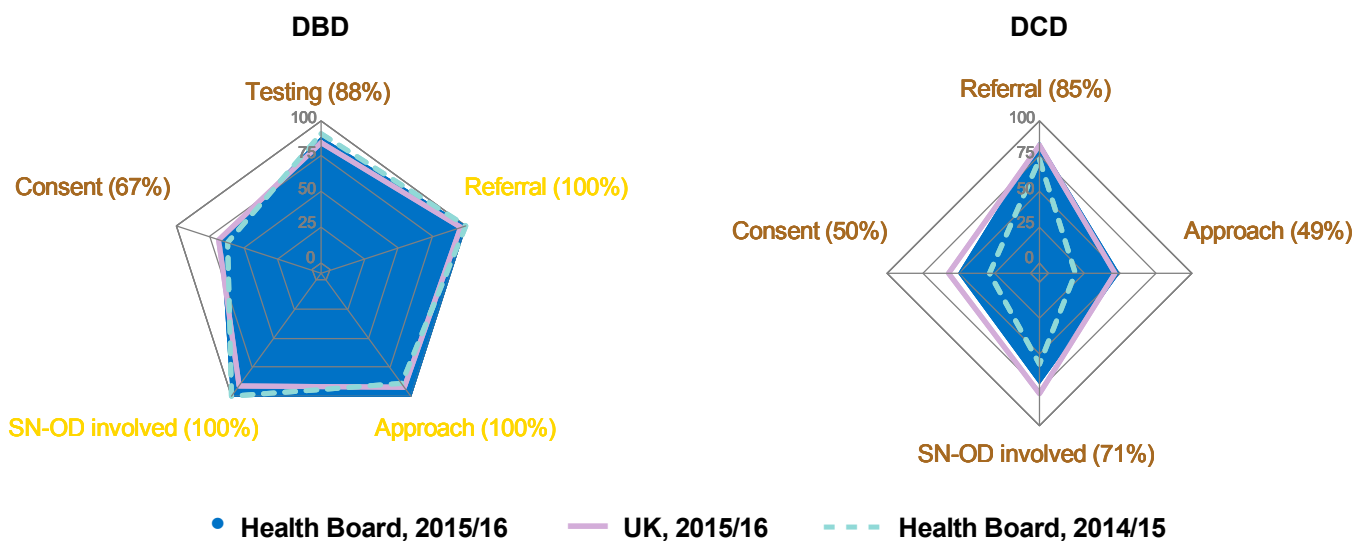 DBD
Testing (88%)
100
75
50
25
0
Consent (67%)
Referral (100%)
SN-OD involved (100%)
Approach (100%)
DCD
Referral (85%)
100
75
50
25
0
Consent (50%)
Approach (49%)
SN-OD involved (71%)
Health Board, 2015/16
UK, 2015/16
Health Board, 2014/15